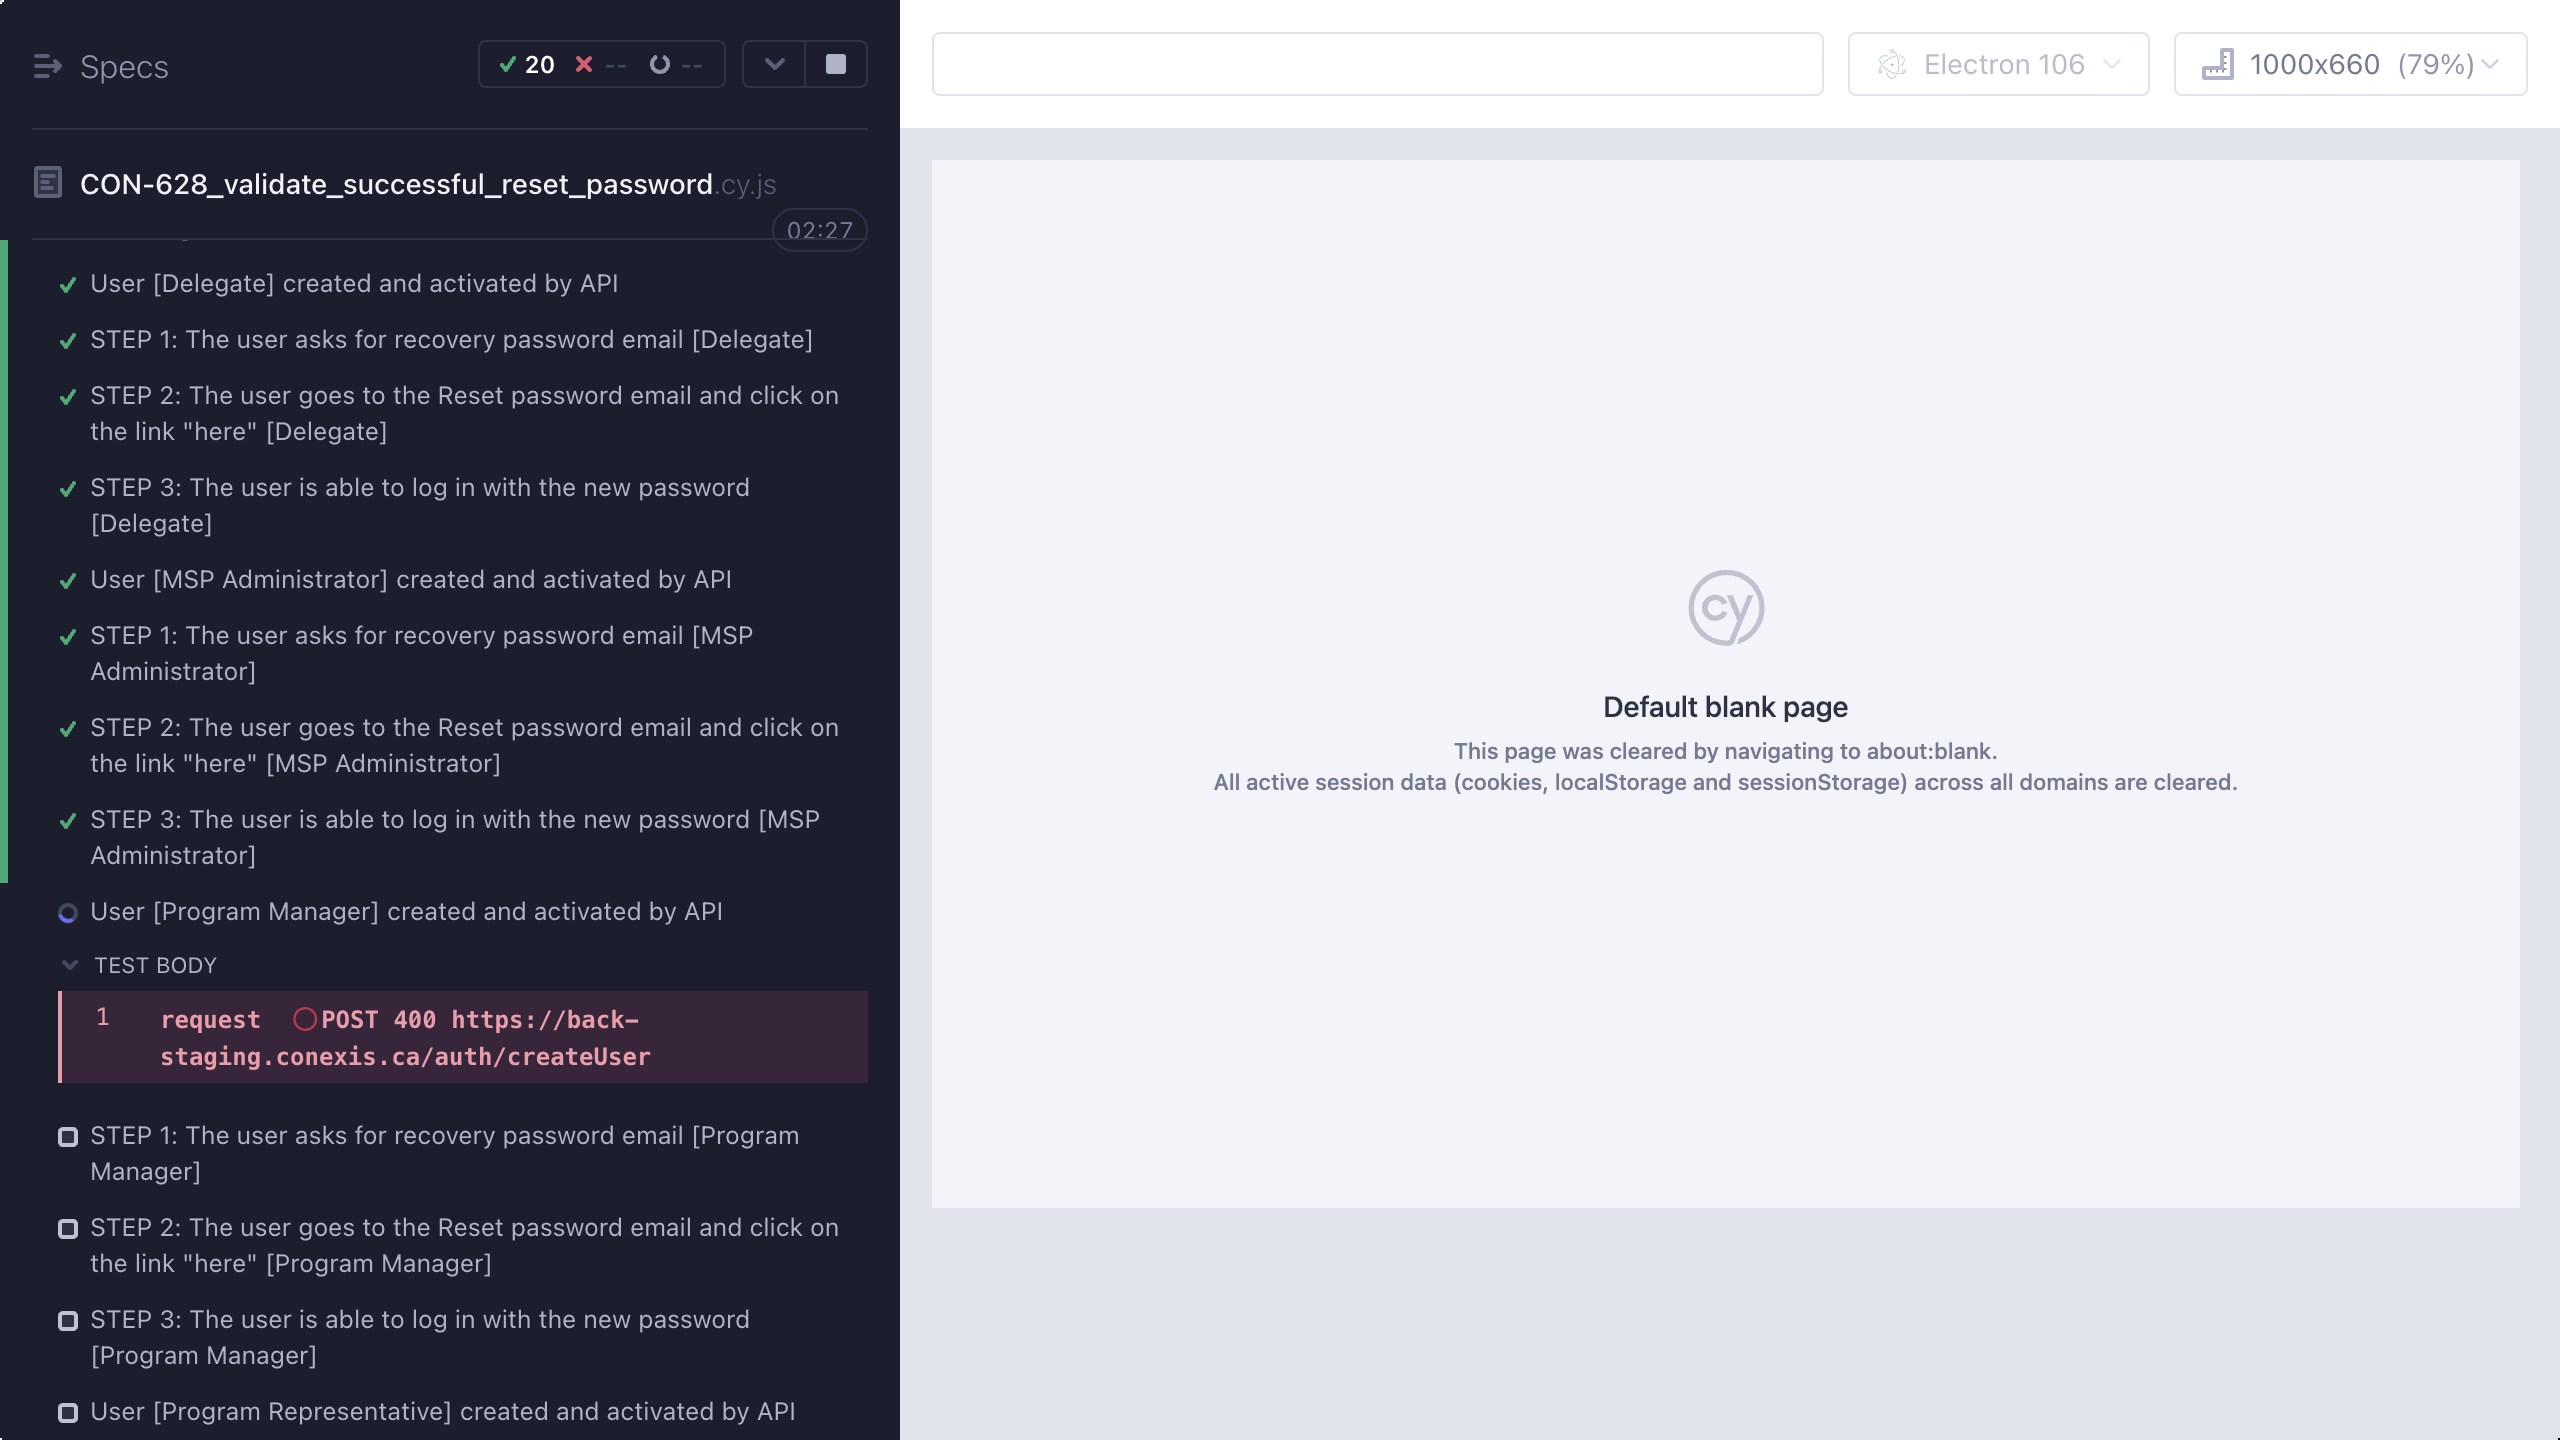 Specs
20 -- --
CON-628_validate_successful_reset_password.cy.js
02:27
User [Delegate] created and activated by API
STEP 1: The user asks for recovery password email [Delegate]
STEP 2: The user goes to the Reset password email and click on
the link "here" [Delegate]
STEP 3: The user is able to log in with the new password
[Delegate]
User [MSP Administrator] created and activated by API
STEP 1: The user asks for recovery password email [MSP
Administrator]
STEP 2: The user goes to the Reset password email and click on
the link "here" [MSP Administrator]
STEP 3: The user is able to log in with the new password [MSP
Administrator]
User [Program Manager] created and activated by API
TEST BODY
1 request POST 400 https://back-
staging.conexis.ca/auth/createUser
STEP 1: The user asks for recovery password email [Program
Manager]
STEP 2: The user goes to the Reset password email and click on
the link "here" [Program Manager]
STEP 3: The user is able to log in with the new password
[Program Manager]
User [Program Representative] created and activated by API
Electron 106
1000x660 (79%)
cy
Default blank page
This page was cleared by navigating to about:blank.
All active session data (cookies, localStorage and sessionStorage) across all domains are cleared.